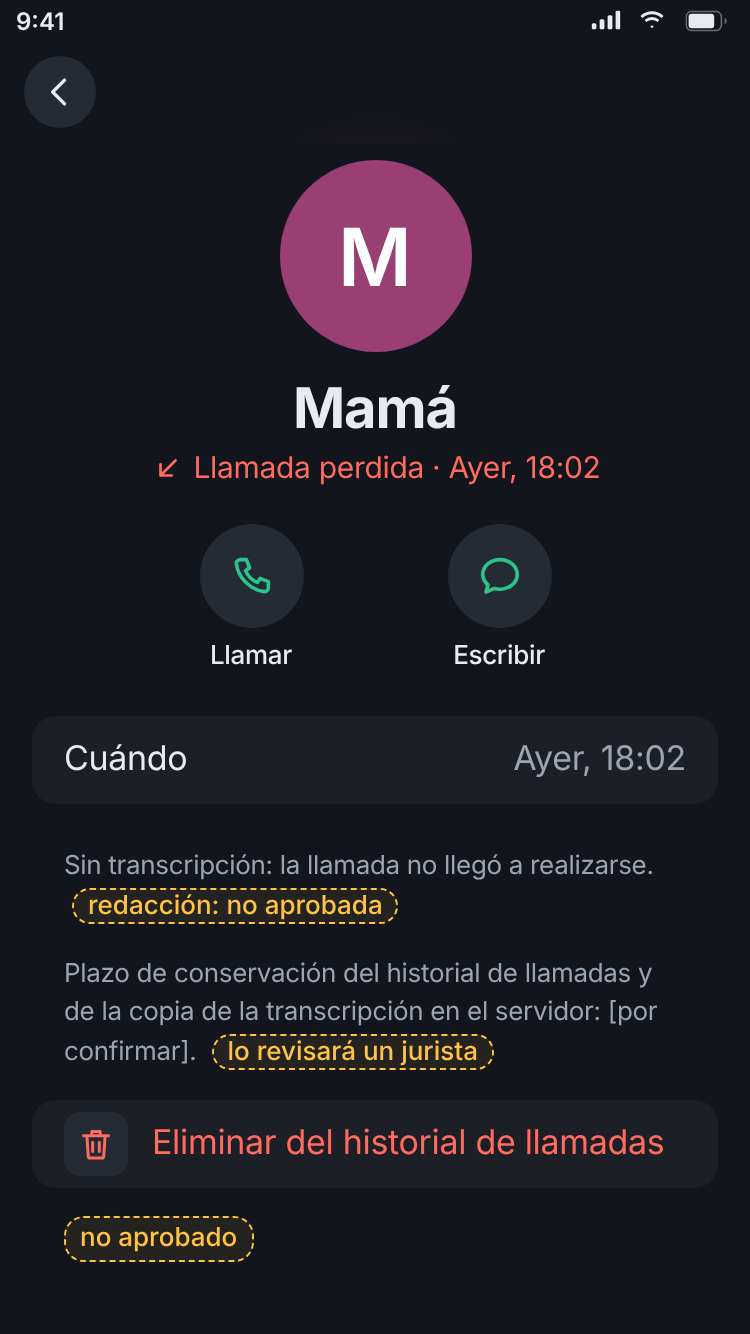 9:41
M
Mamá
Llamada perdida · Ayer, 18:02
Llamar
Escribir
Cuándo
Ayer, 18:02
Sin transcripción: la llamada no llegó a realizarse.
redacción: no aprobada
Plazo de conservación del historial de llamadas y
de la copia de la transcripción en el servidor: [por
confirmar]. lo revisará un jurista
Eliminar del historial de llamadas
no aprobado